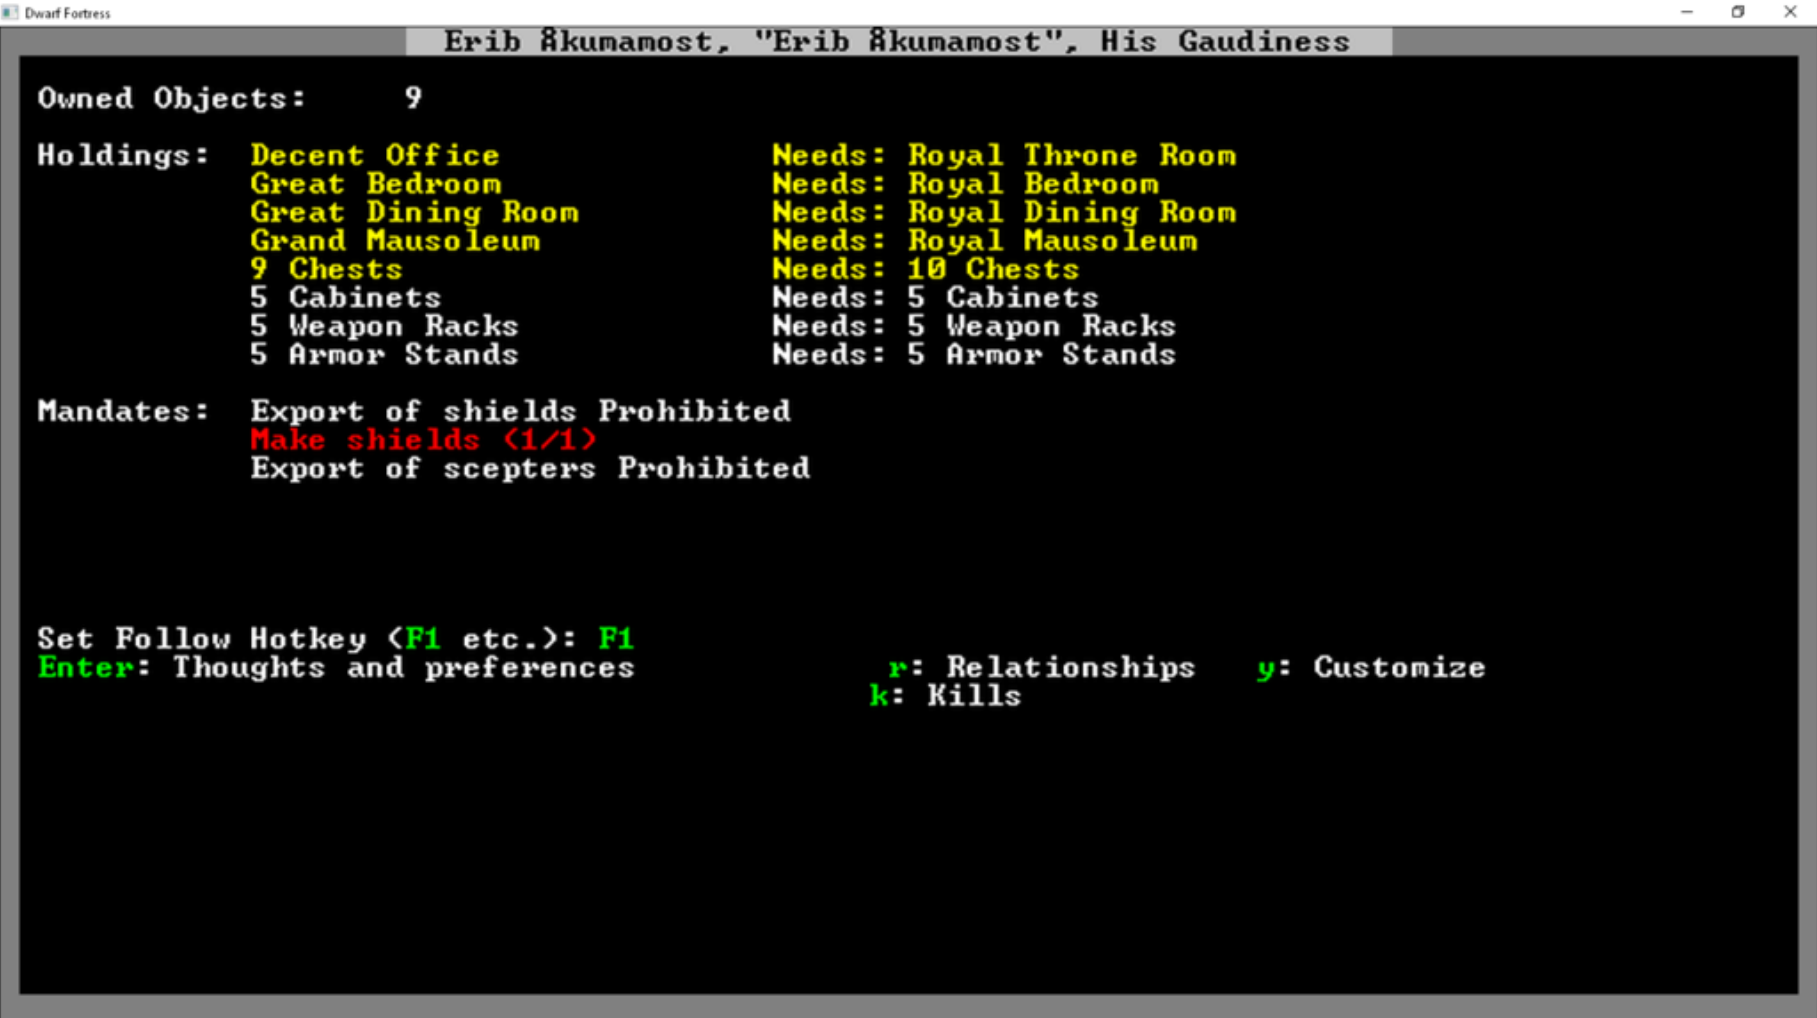 Dwarf Fortress
Erib Åkumamost, "Erib Åkumamost", His Gaudiness
Owned Objects: 9
Holdings: Decent Office Needs: Royal Throne Room
Great Bedroom Needs: Royal Bedroom
Great Dining Room Needs: Royal Dining Room
Grand Mausoleum Needs: Royal Mausoleum
9 Chests Needs: 10 Chests
5 Cabinets Needs: 5 Cabinets
5 Weapon Racks Needs: 5 Weapon Racks
5 Armor Stands Needs: 5 Armor Stands
Mandates: Export of shields Prohibited
Make shields (1/1)
Export of scepters Prohibited
Set Follow Hotkey (F1 etc.): F1
Enter: Thoughts and preferences r: Relationships y: Customize
k: Kills